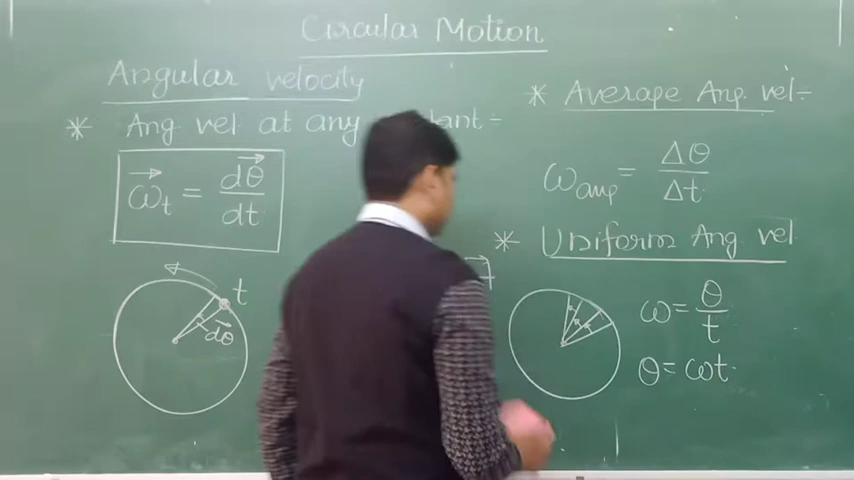 Circular Motion
Angular velocity
* Ang vel at any
ω⃗t = dθ⃗/dt
t
dθ⃗
* Average Ang. vel÷
ωang = Δθ/Δt
* Uniform Ang vel
ω = θ/t
θ = ωt